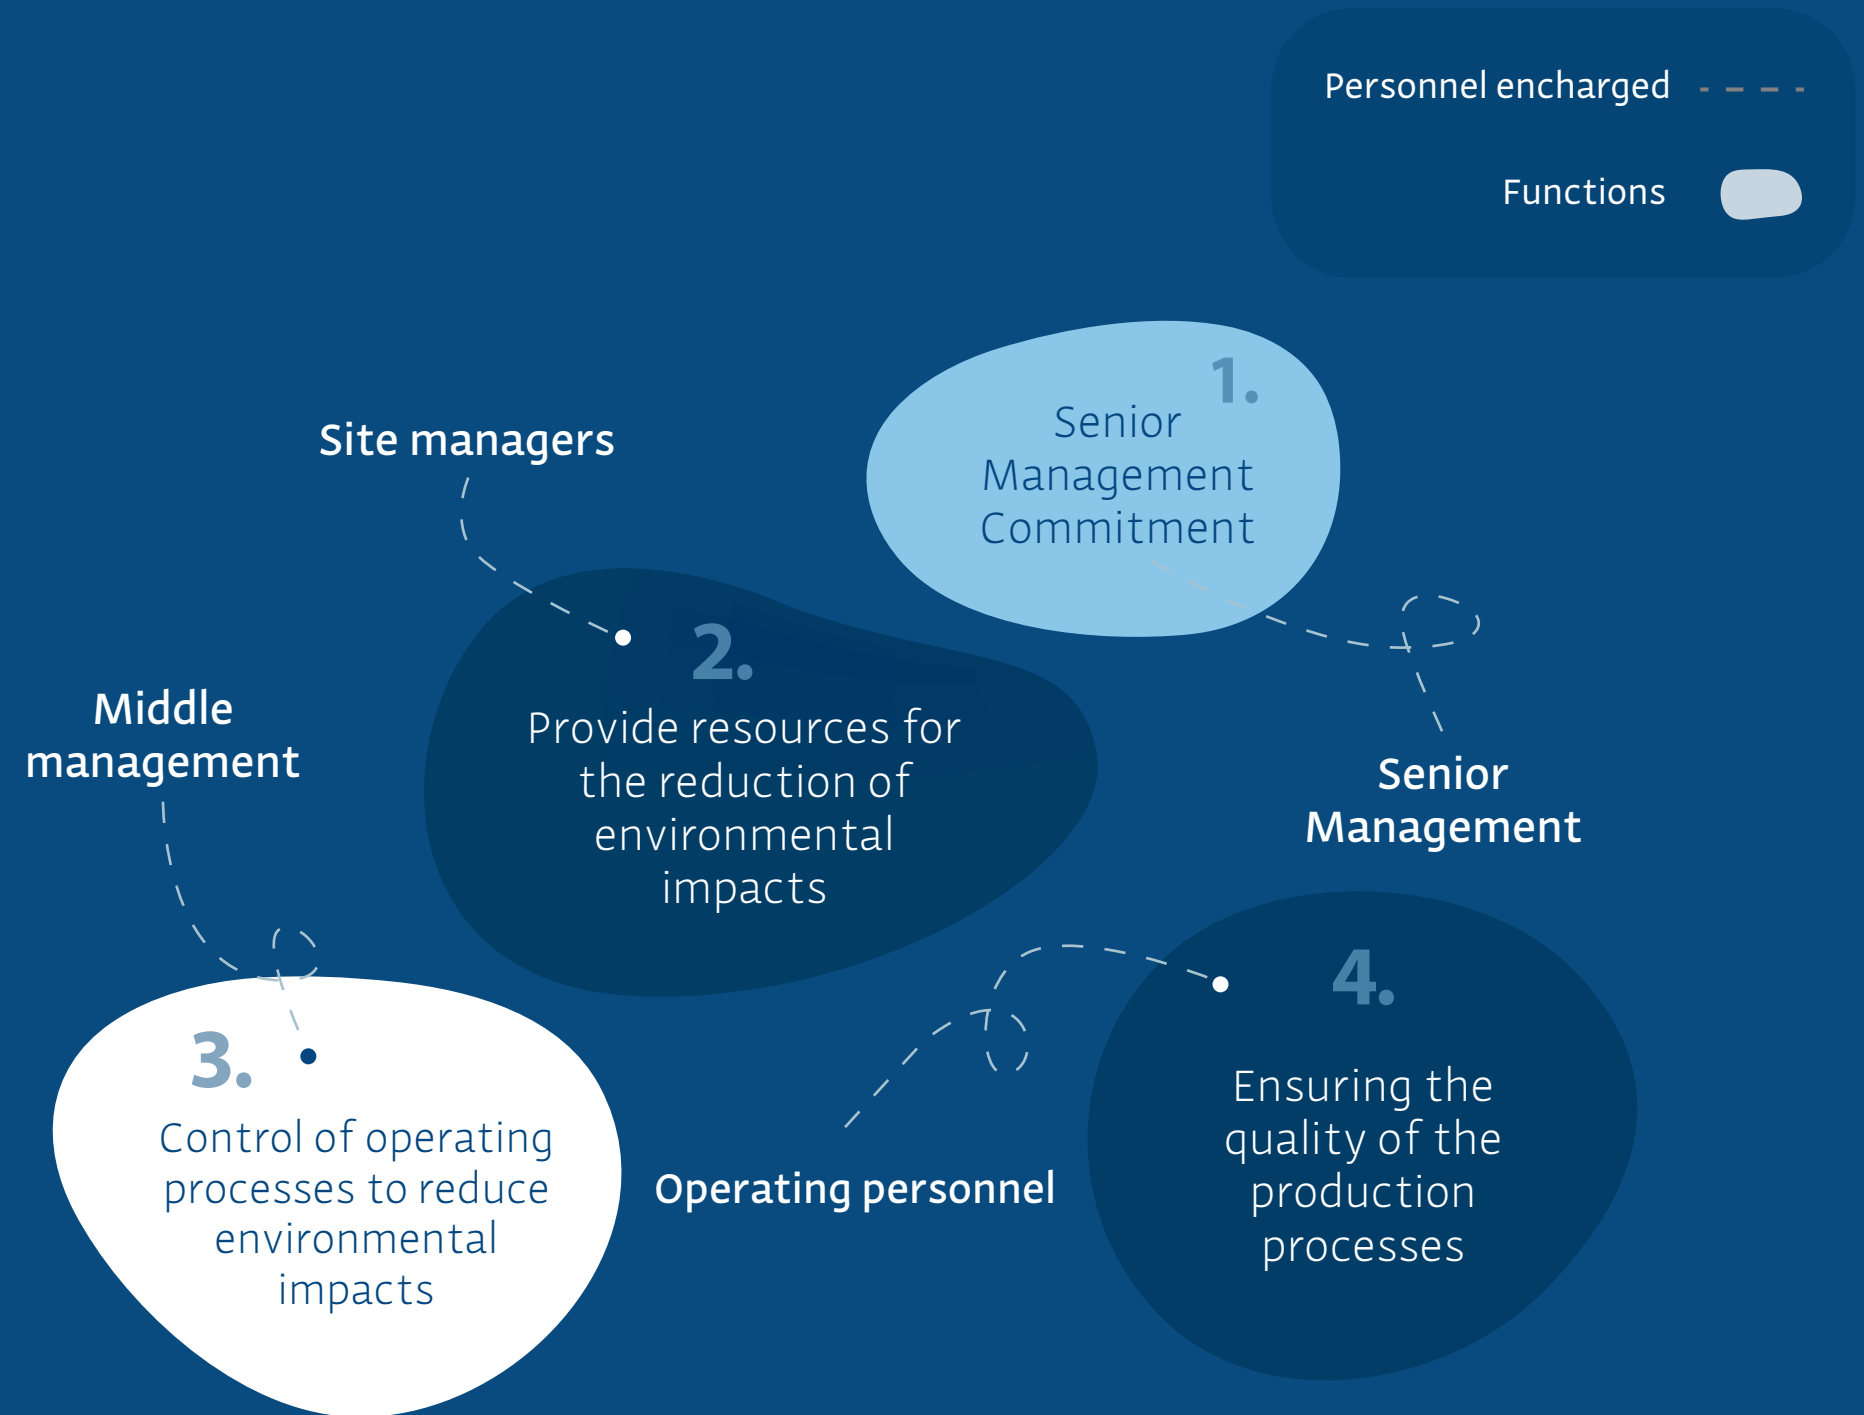 Personnel encharged
Functions
1.
Senior
Management
Commitment
Site managers
2.
Provide resources for
the reduction of
environmental
impacts
Middle
management
Senior
Management
3.
Control of operating
processes to reduce
environmental
impacts
Operating personnel
4.
Ensuring the
quality of the
production
processes